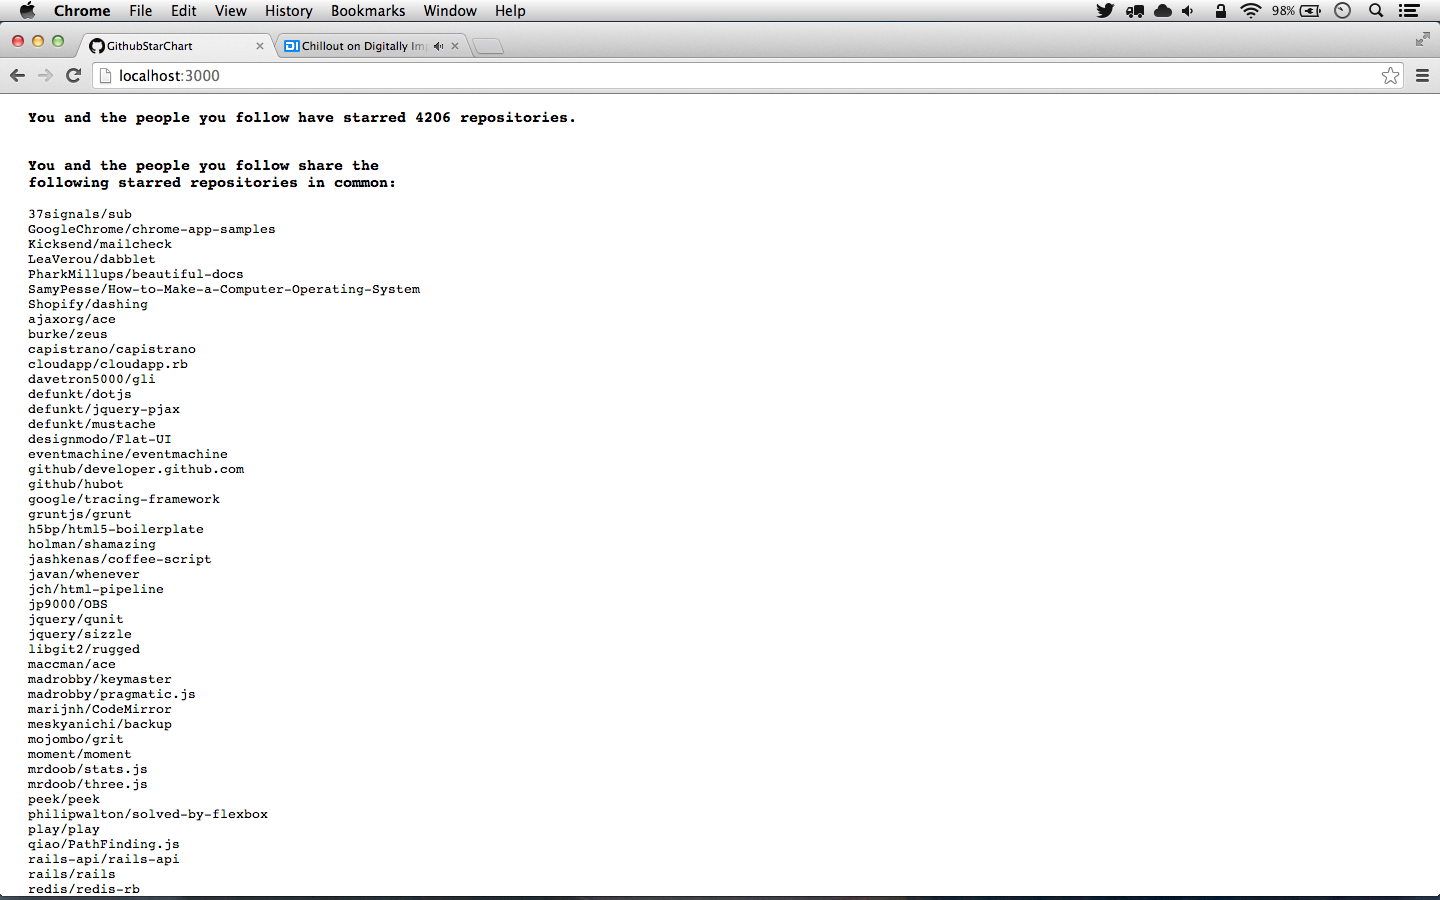 Chrome File Edit View History Bookmarks Window Help 98%
GithubStarChart Chillout on Digitally Im
localhost:3000
You and the people you follow have starred 4206 repositories.
You and the people you follow share the
following starred repositories in common:
37signals/sub
GoogleChrome/chrome-app-samples
Kicksend/mailcheck
LeaVerou/dabblet
PharkMillups/beautiful-docs
SamyPesse/How-to-Make-a-Computer-Operating-System
Shopify/dashing
ajaxorg/ace
burke/zeus
capistrano/capistrano
cloudapp/cloudapp.rb
davetron5000/gli
defunkt/dotjs
defunkt/jquery-pjax
defunkt/mustache
designmodo/Flat-UI
eventmachine/eventmachine
github/developer.github.com
github/hubot
google/tracing-framework
gruntjs/grunt
h5bp/html5-boilerplate
holman/shamazing
jashkenas/coffee-script
javan/whenever
jch/html-pipeline
jp9000/OBS
jquery/qunit
jquery/sizzle
libgit2/rugged
maccman/ace
madrobby/keymaster
madrobby/pragmatic.js
marijnh/CodeMirror
meskyanichi/backup
mojombo/grit
moment/moment
mrdoob/stats.js
mrdoob/three.js
peek/peek
philipwalton/solved-by-flexbox
play/play
qiao/PathFinding.js
rails-api/rails-api
rails/rails
redis/redis-rb